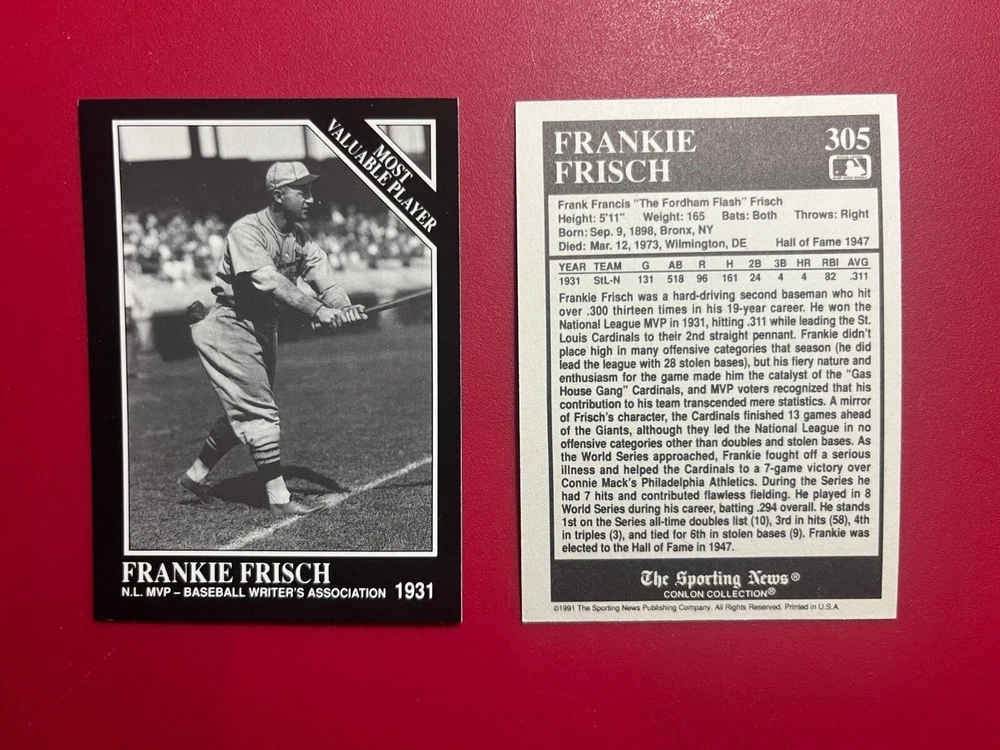 MOST
VALUABLE PLAYER
FRANKIE FRISCH
N.L. MVP – BASEBALL WRITER'S ASSOCIATION 1931
FRANKIE
FRISCH
305
Frank Francis "The Fordham Flash" Frisch
Height: 5'11" Weight: 165 Bats: Both Throws: Right
Born: Sep. 9, 1898, Bronx, NY
Died: Mar. 12, 1973, Wilmington, DE Hall of Fame 1947
YEAR TEAM G AB R H 2B 3B HR RBI AVG
1931 StL-N 131 518 96 161 24 4 4 82 .311
Frankie Frisch was a hard-driving second baseman who hit
over .300 thirteen times in his 19-year career. He won the
National League MVP in 1931, hitting .311 while leading the St.
Louis Cardinals to their 2nd straight pennant. Frankie didn't
place high in many offensive categories that season (he did
lead the league with 28 stolen bases), but his fiery nature and
enthusiasm for the game made him the catalyst of the "Gas
House Gang" Cardinals, and MVP voters recognized that his
contribution to his team transcended mere statistics. A mirror
of Frisch's character, the Cardinals finished 13 games ahead
of the Giants, although they led the National League in no
offensive categories other than doubles and stolen bases. As
the World Series approached, Frankie fought off a serious
illness and helped the Cardinals to a 7-game victory over
Connie Mack's Philadelphia Athletics. During the Series he
had 7 hits and contributed flawless fielding. He played in 8
World Series during his career, batting .294 overall. He stands
1st on the Series all-time doubles list (10), 3rd in hits (58), 4th
in triples (3), and tied for 6th in stolen bases (9). Frankie was
elected to the Hall of Fame in 1947.
The Sporting News®
CONLON COLLECTION®
©1991 The Sporting News Publishing Company. All Rights Reserved. Printed in U.S.A.